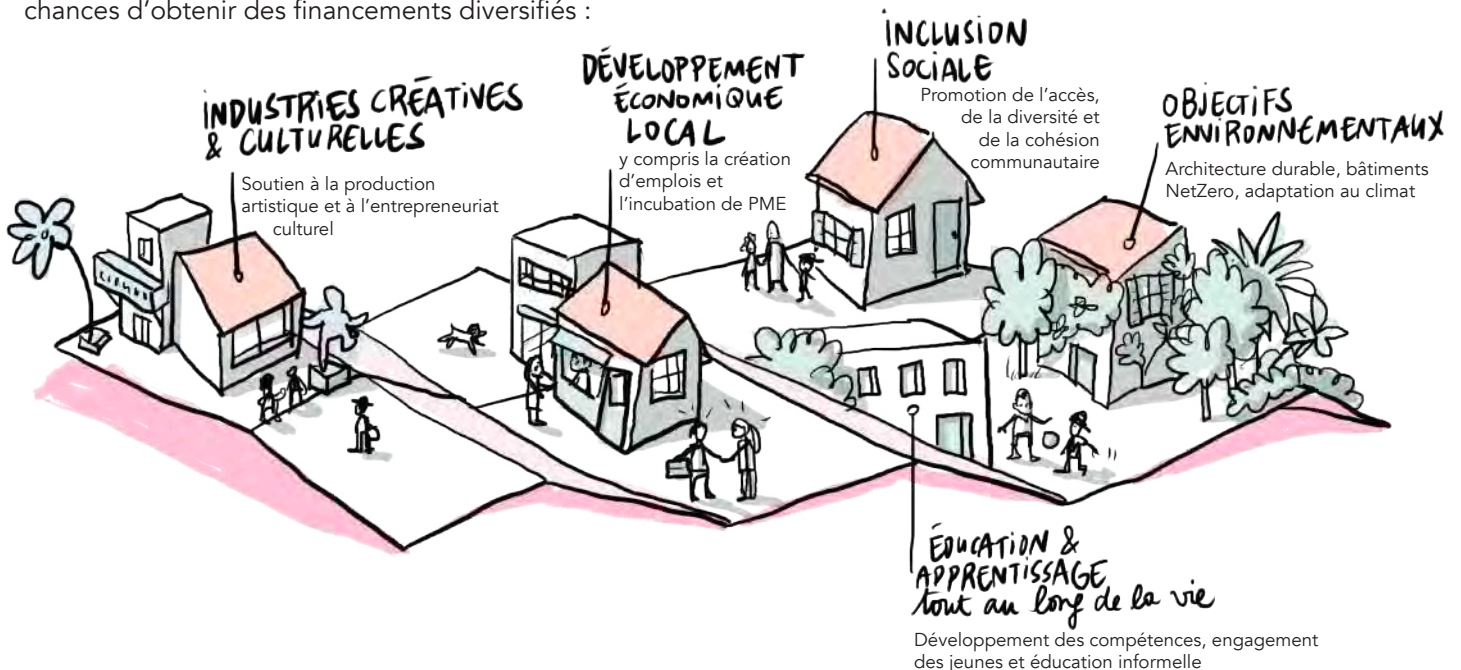 chances d'obtenir des financements diversifiés :
INDUSTRIES CRÉATIVES
& CULTURELLES
Soutien à la production
artistique et à l'entrepreneuriat
culturel
DÉVELOPPEMENT
ÉCONOMIQUE
LOCAL
y compris la création
d'emplois et
l'incubation de PME
INCLUSION
SOCIALE
Promotion de l'accès,
de la diversité et
de la cohésion
communautaire
OBJECTIFS
ENVIRONNEMENTAUX
Architecture durable, bâtiments
NetZero, adaptation au climat
ÉDUCATION &
APPRENTISSAGE
tout au long de la vie
Développement des compétences, engagement
des jeunes et éducation informelle